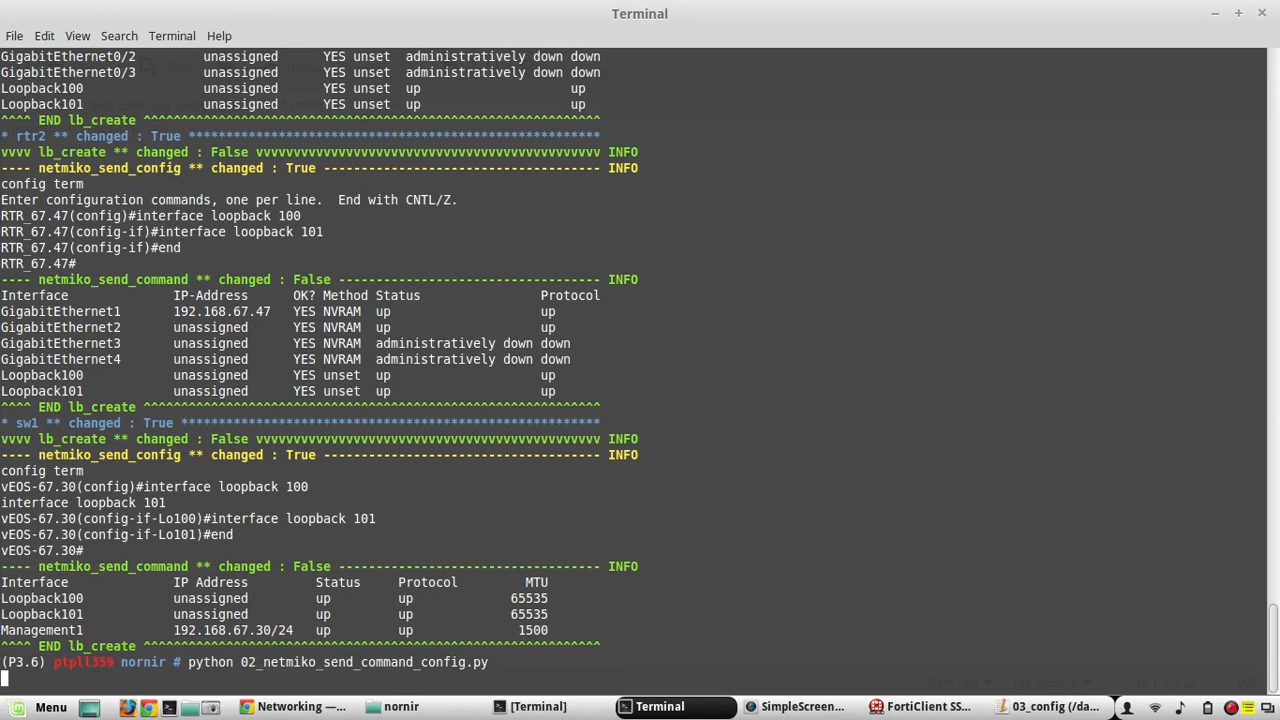 Terminal
File Edit View Search Terminal Help
GigabitEthernet0/2 unassigned YES unset administratively down down
GigabitEthernet0/3 unassigned YES unset administratively down down
Loopback100 unassigned YES unset up up
Loopback101 unassigned YES unset up up
^^^^ END lb_create ^^^^^^^^^^^^^^^^^^^^^^^^^^^^^^^^^^^^^^^^^^^^^^^^^^^^^^^^^^^^^
* rtr2 ** changed : True *******************************************************
vvvv lb_create ** changed : False vvvvvvvvvvvvvvvvvvvvvvvvvvvvvvvvvvvvvvvvvvvvvv INFO
---- netmiko_send_config ** changed : True ------------------------------------- INFO
config term
Enter configuration commands, one per line. End with CNTL/Z.
RTR_67.47(config)#interface loopback 100
RTR_67.47(config-if)#interface loopback 101
RTR_67.47(config-if)#end
RTR_67.47#
---- netmiko_send_command ** changed : False ----------------------------------- INFO
Interface IP-Address OK? Method Status Protocol
GigabitEthernet1 192.168.67.47 YES NVRAM up up
GigabitEthernet2 unassigned YES NVRAM up up
GigabitEthernet3 unassigned YES NVRAM administratively down down
GigabitEthernet4 unassigned YES NVRAM administratively down down
Loopback100 unassigned YES unset up up
Loopback101 unassigned YES unset up up
^^^^ END lb_create ^^^^^^^^^^^^^^^^^^^^^^^^^^^^^^^^^^^^^^^^^^^^^^^^^^^^^^^^^^^^^
* sw1 ** changed : True ********************************************************
vvvv lb_create ** changed : False vvvvvvvvvvvvvvvvvvvvvvvvvvvvvvvvvvvvvvvvvvvvvv INFO
---- netmiko_send_config ** changed : True ------------------------------------- INFO
config term
vEOS-67.30(config)#interface loopback 100
interface loopback 101
vEOS-67.30(config-if-Lo100)#interface loopback 101
vEOS-67.30(config-if-Lo101)#end
vEOS-67.30#
---- netmiko_send_command ** changed : False ----------------------------------- INFO
Interface IP Address Status Protocol MTU
Loopback100 unassigned up up 65535
Loopback101 unassigned up up 65535
Management1 192.168.67.30/24 up up 1500
^^^^ END lb_create ^^^^^^^^^^^^^^^^^^^^^^^^^^^^^^^^^^^^^^^^^^^^^^^^^^^^^^^^^^^^^
(P3.6) ptpll359 nornir # python 02_netmiko_send_command_config.py
Menu Networking —... nornir [Terminal] Terminal SimpleScreen... FortiClient SS... 03_config (/da...